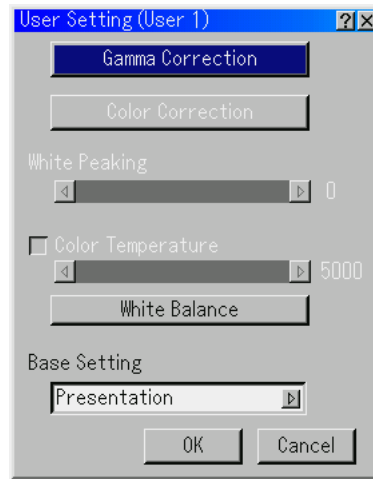 User Setting (User 1) ? X
Gamma Correction
Color Correction
White Peaking
0
Color Temperature
5000
White Balance
Base Setting
Presentation
OK Cancel